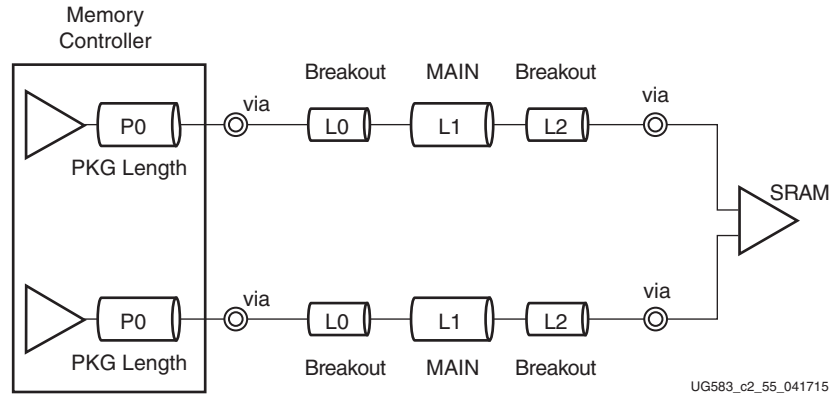 Memory
Controller
Breakout MAIN Breakout
via via
P0 L0 L1 L2
PKG Length
SRAM
via via
P0 L0 L1 L2
PKG Length
Breakout MAIN Breakout
UG583_c2_55_041715